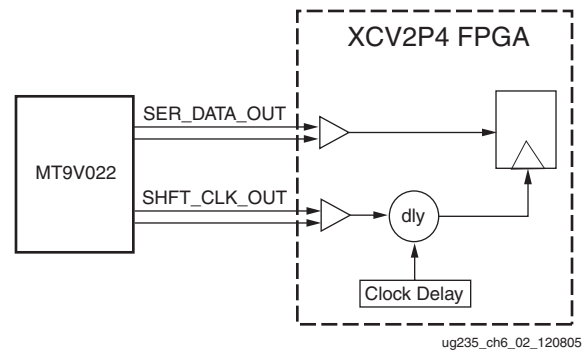 XCV2P4 FPGA
SER_DATA_OUT
MT9V022
SHFT_CLK_OUT
dly
Clock Delay
ug235_ch6_02_120805